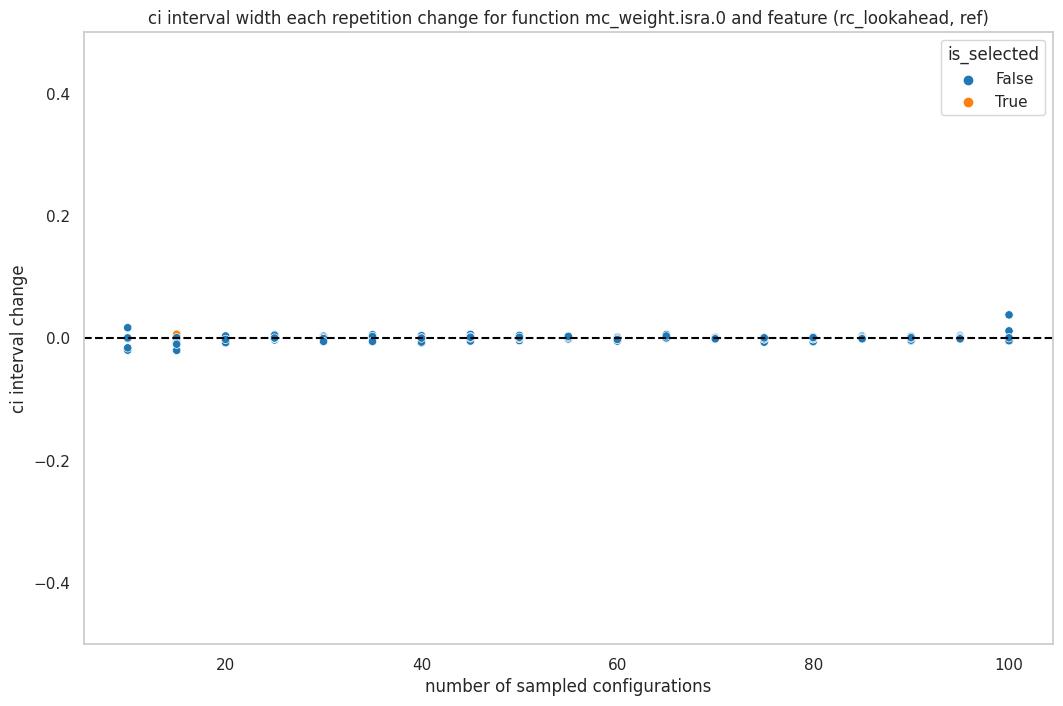 ci interval width each repetition change for function mc_weight.isra.0 and feature (rc_lookahead, ref)
is_selected
False
True
0.4
0.2
0.0
−0.2
−0.4
ci interval change
20
40
60
80
100
number of sampled configurations